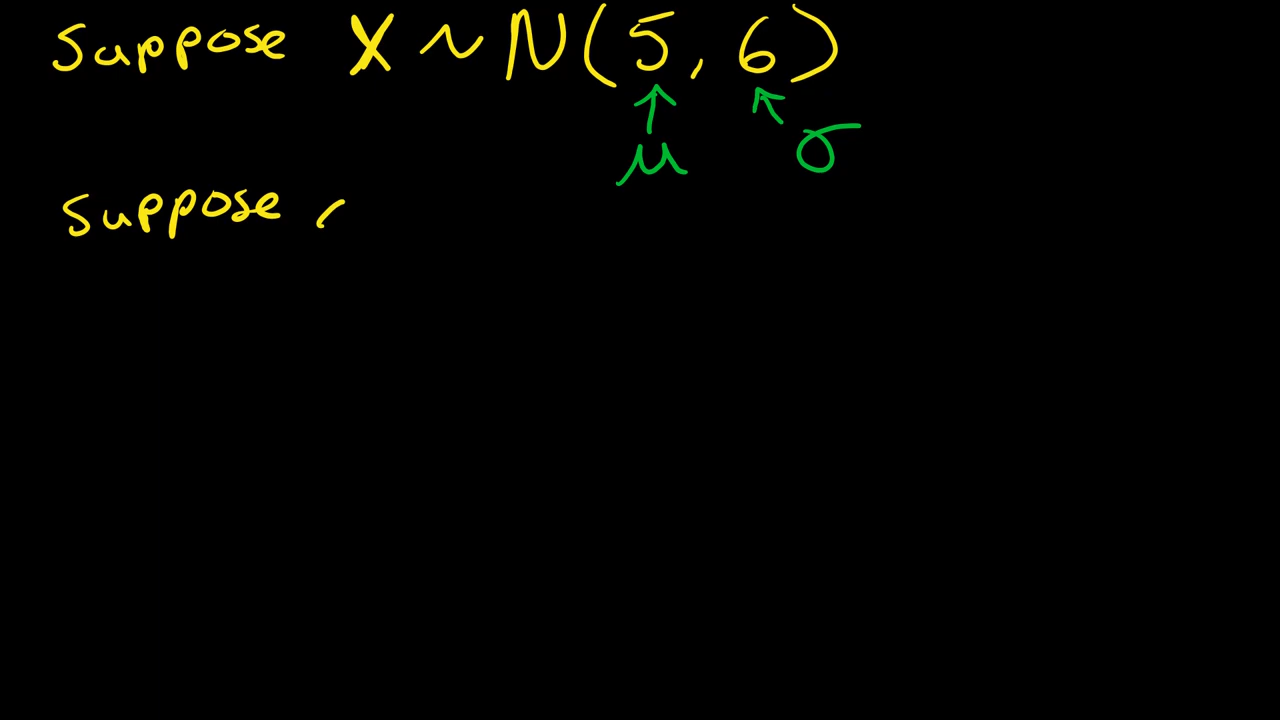 Suppose X ~ N(5, 6)
μ σ
Suppose